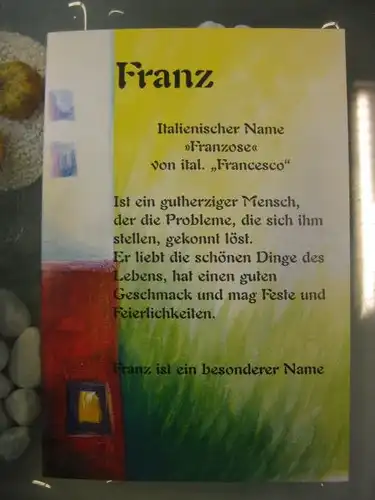 Franz
Italienischer Name
»Franzose«
von ital. „Francesco“
Ist ein gutherziger Mensch,
der die Probleme, die sich ihm
stellen, gekonnt löst.
Er liebt die schönen Dinge des
Lebens, hat einen guten
Geschmack und mag Feste und
Feierlichkeiten.
Franz ist ein besonderer Name